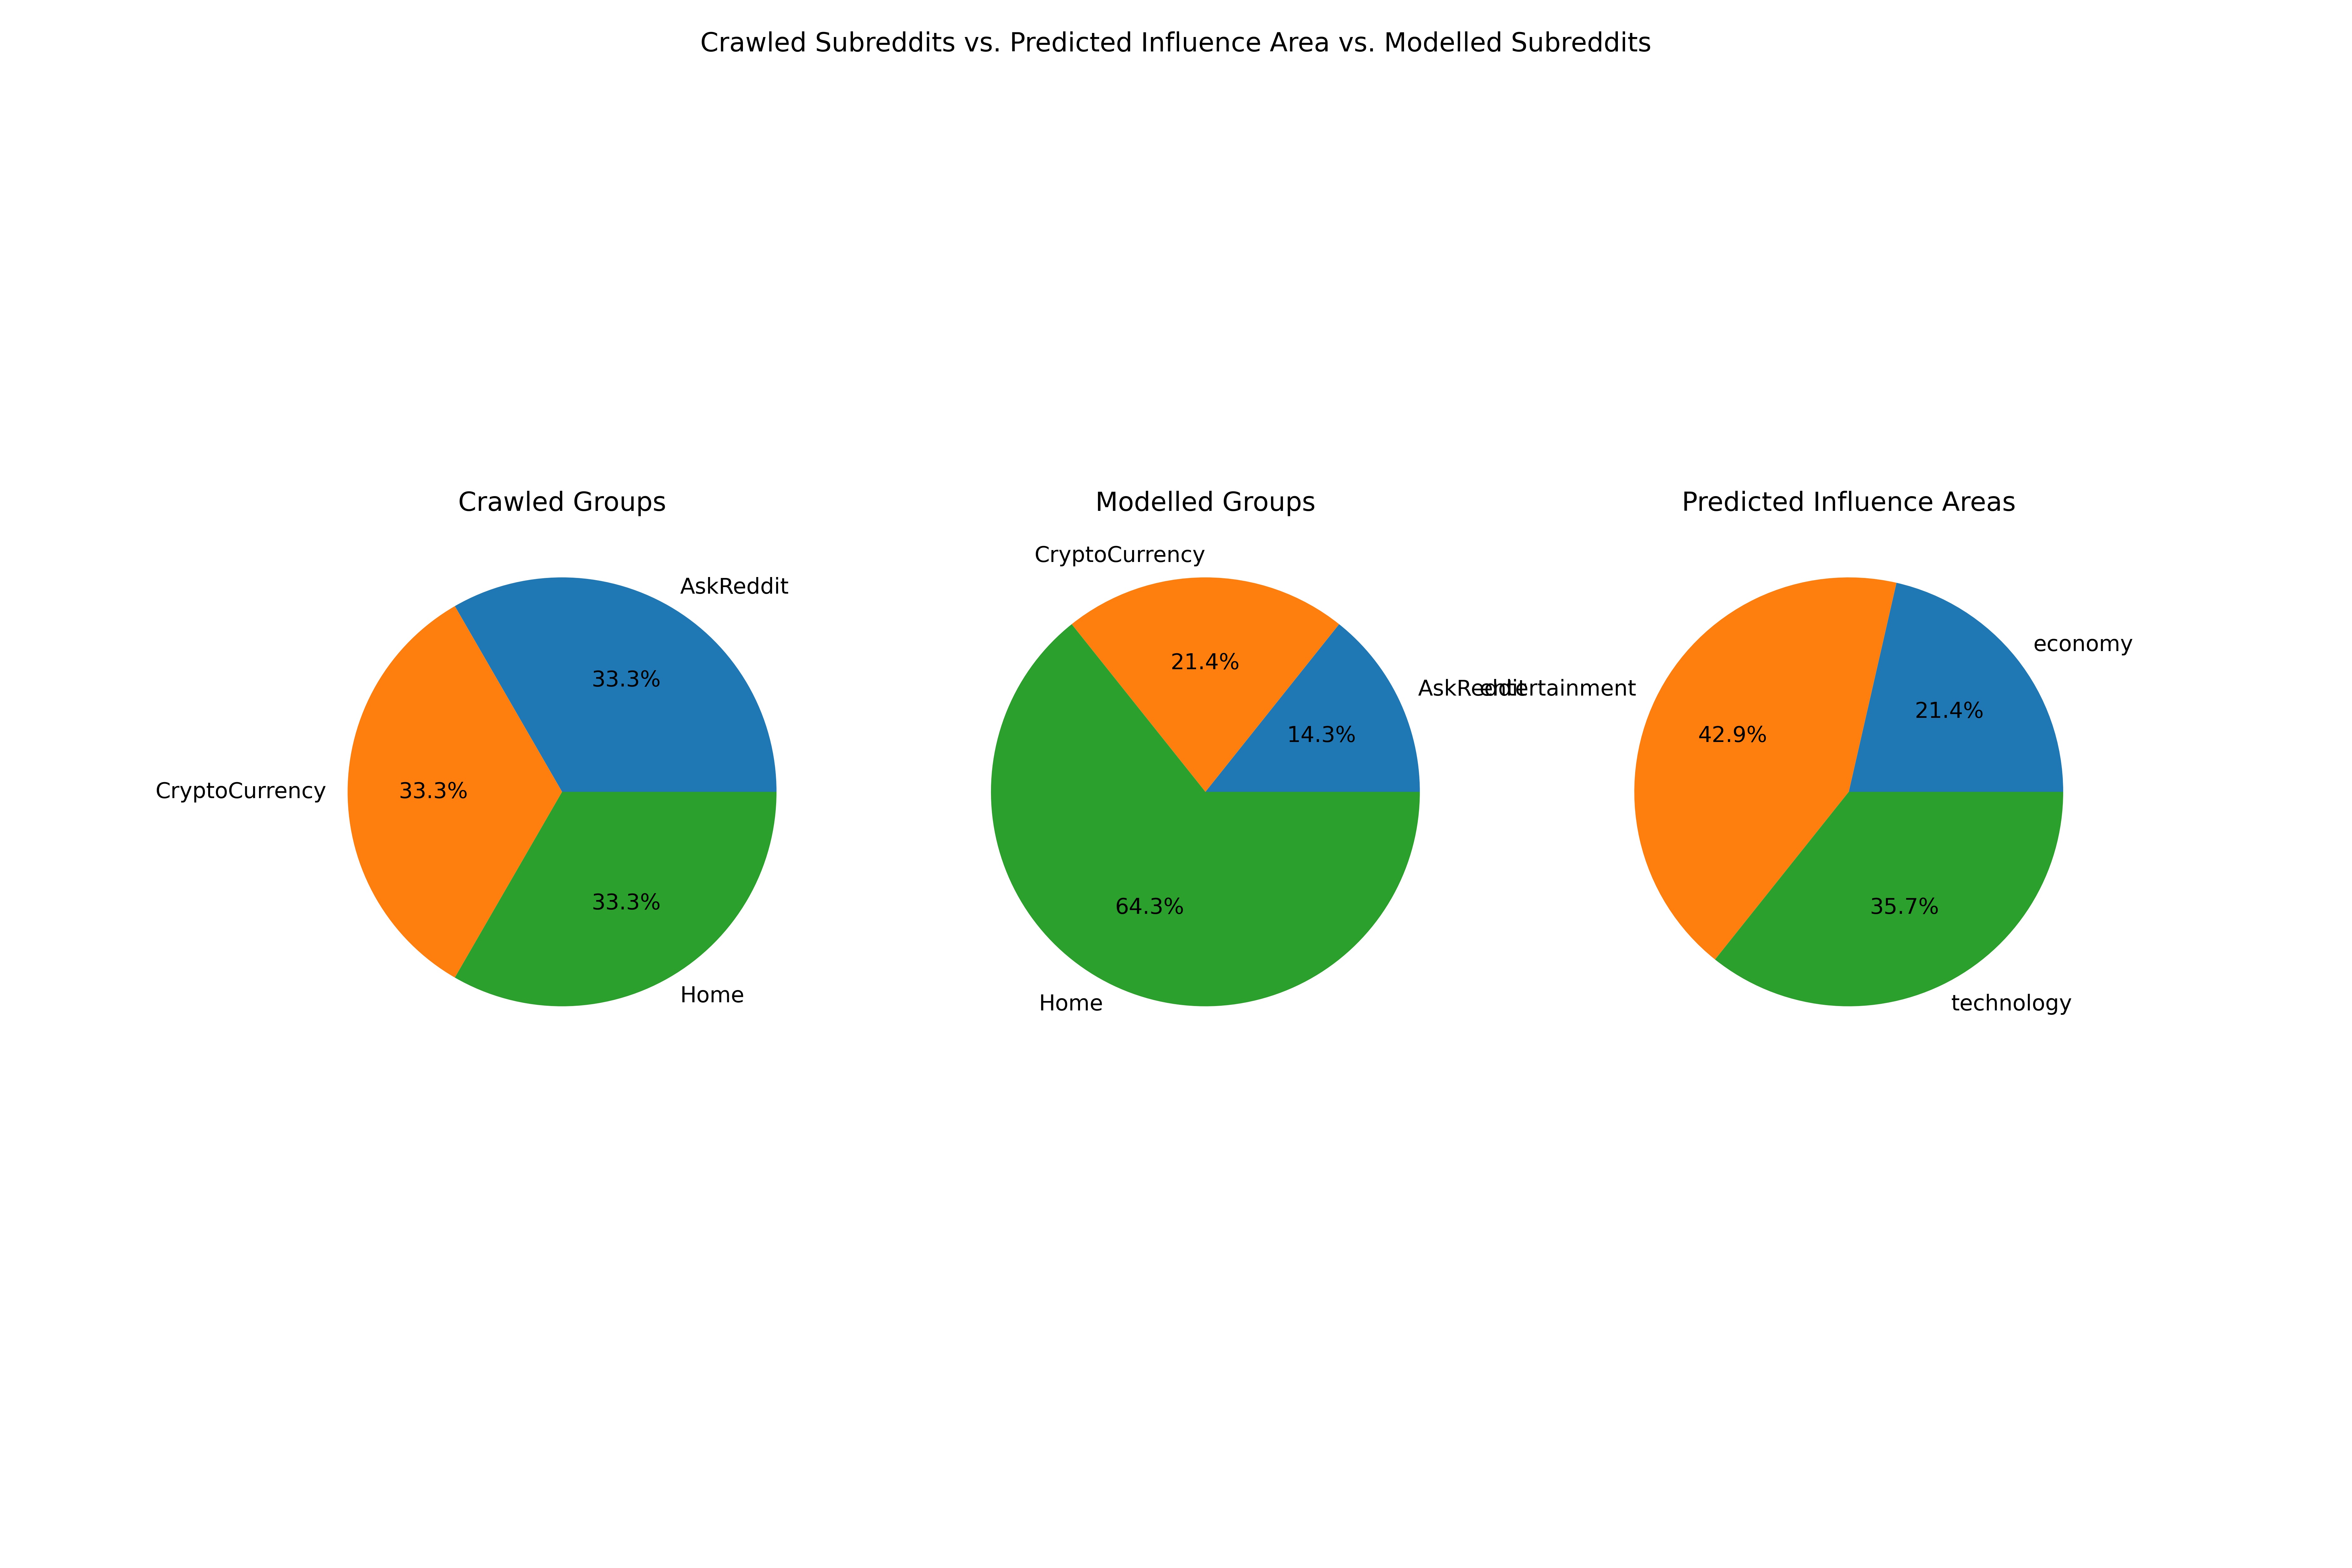 Crawled Subreddits vs. Predicted Influence Area vs. Modelled Subreddits
Crawled Groups
AskReddit
33.3%
CryptoCurrency
33.3%
33.3%
Home
Modelled Groups
CryptoCurrency
21.4%
AskReddit
14.3%
64.3%
Home
Predicted Influence Areas
economy
21.4%
entertainment
42.9%
35.7%
technology